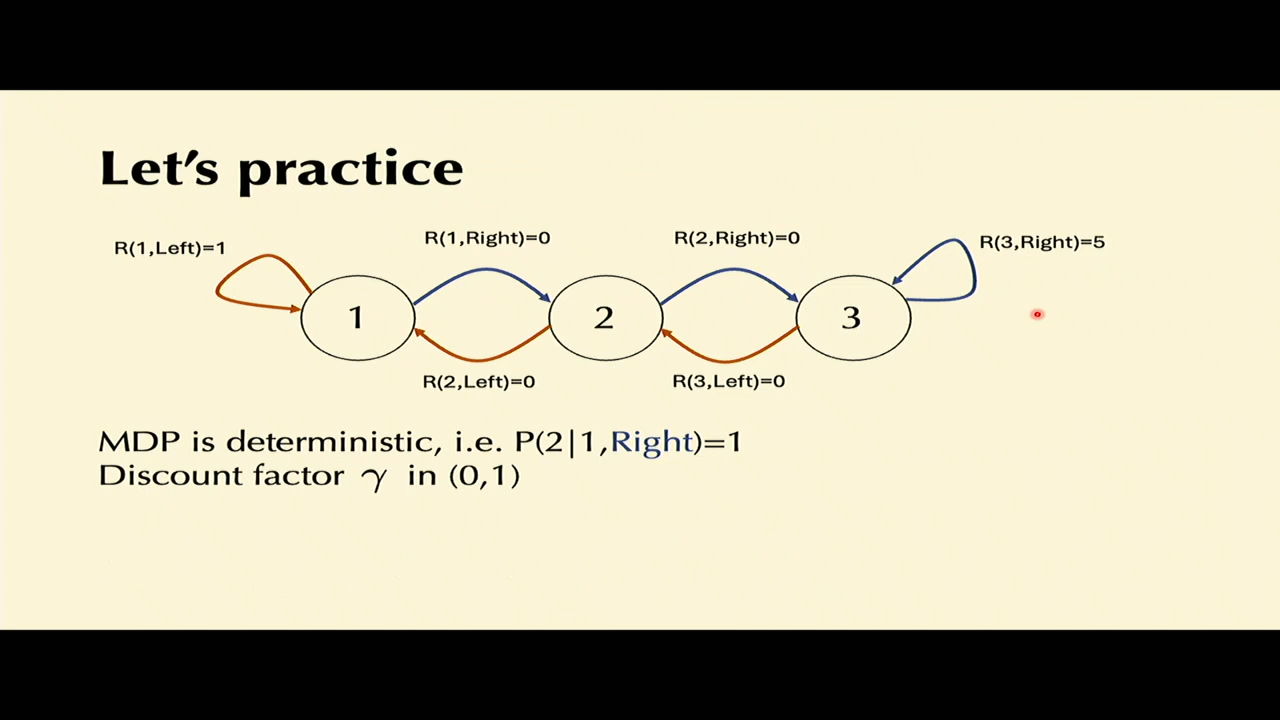 Let's practice
R(1,Left)=1
R(1,Right)=0
R(2,Right)=0
R(3,Right)=5
1
2
3
R(2,Left)=0
R(3,Left)=0
MDP is deterministic, i.e. P(2|1,Right)=1
Discount factor γ in (0,1)